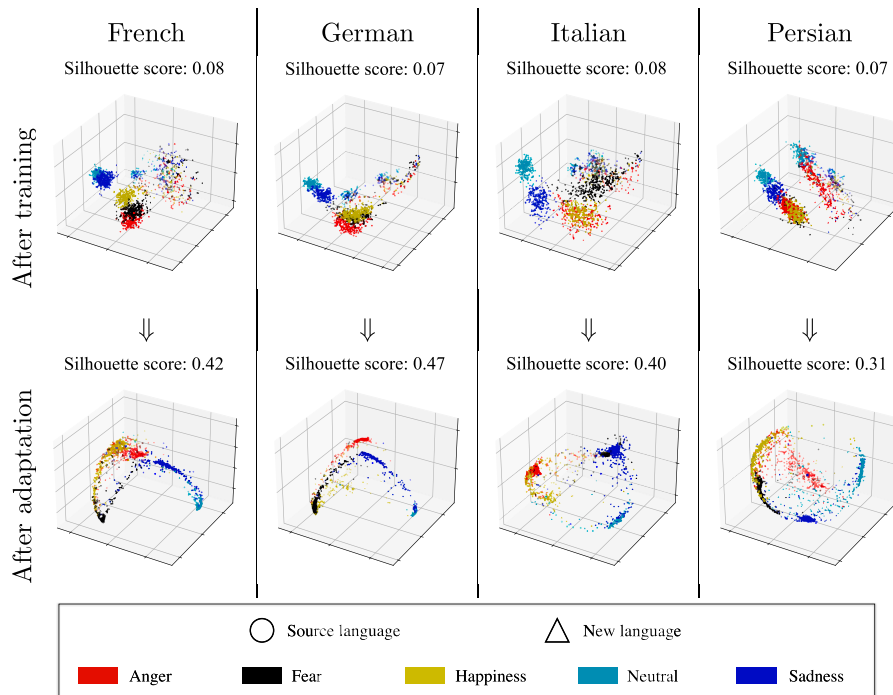 French German Italian Persian
Silhouette score: 0.08 Silhouette score: 0.07 Silhouette score: 0.08 Silhouette score: 0.07
After training
⇓ ⇓ ⇓ ⇓
Silhouette score: 0.42 Silhouette score: 0.47 Silhouette score: 0.40 Silhouette score: 0.31
After adaptation
Source language New language
Anger Fear Happiness Neutral Sadness